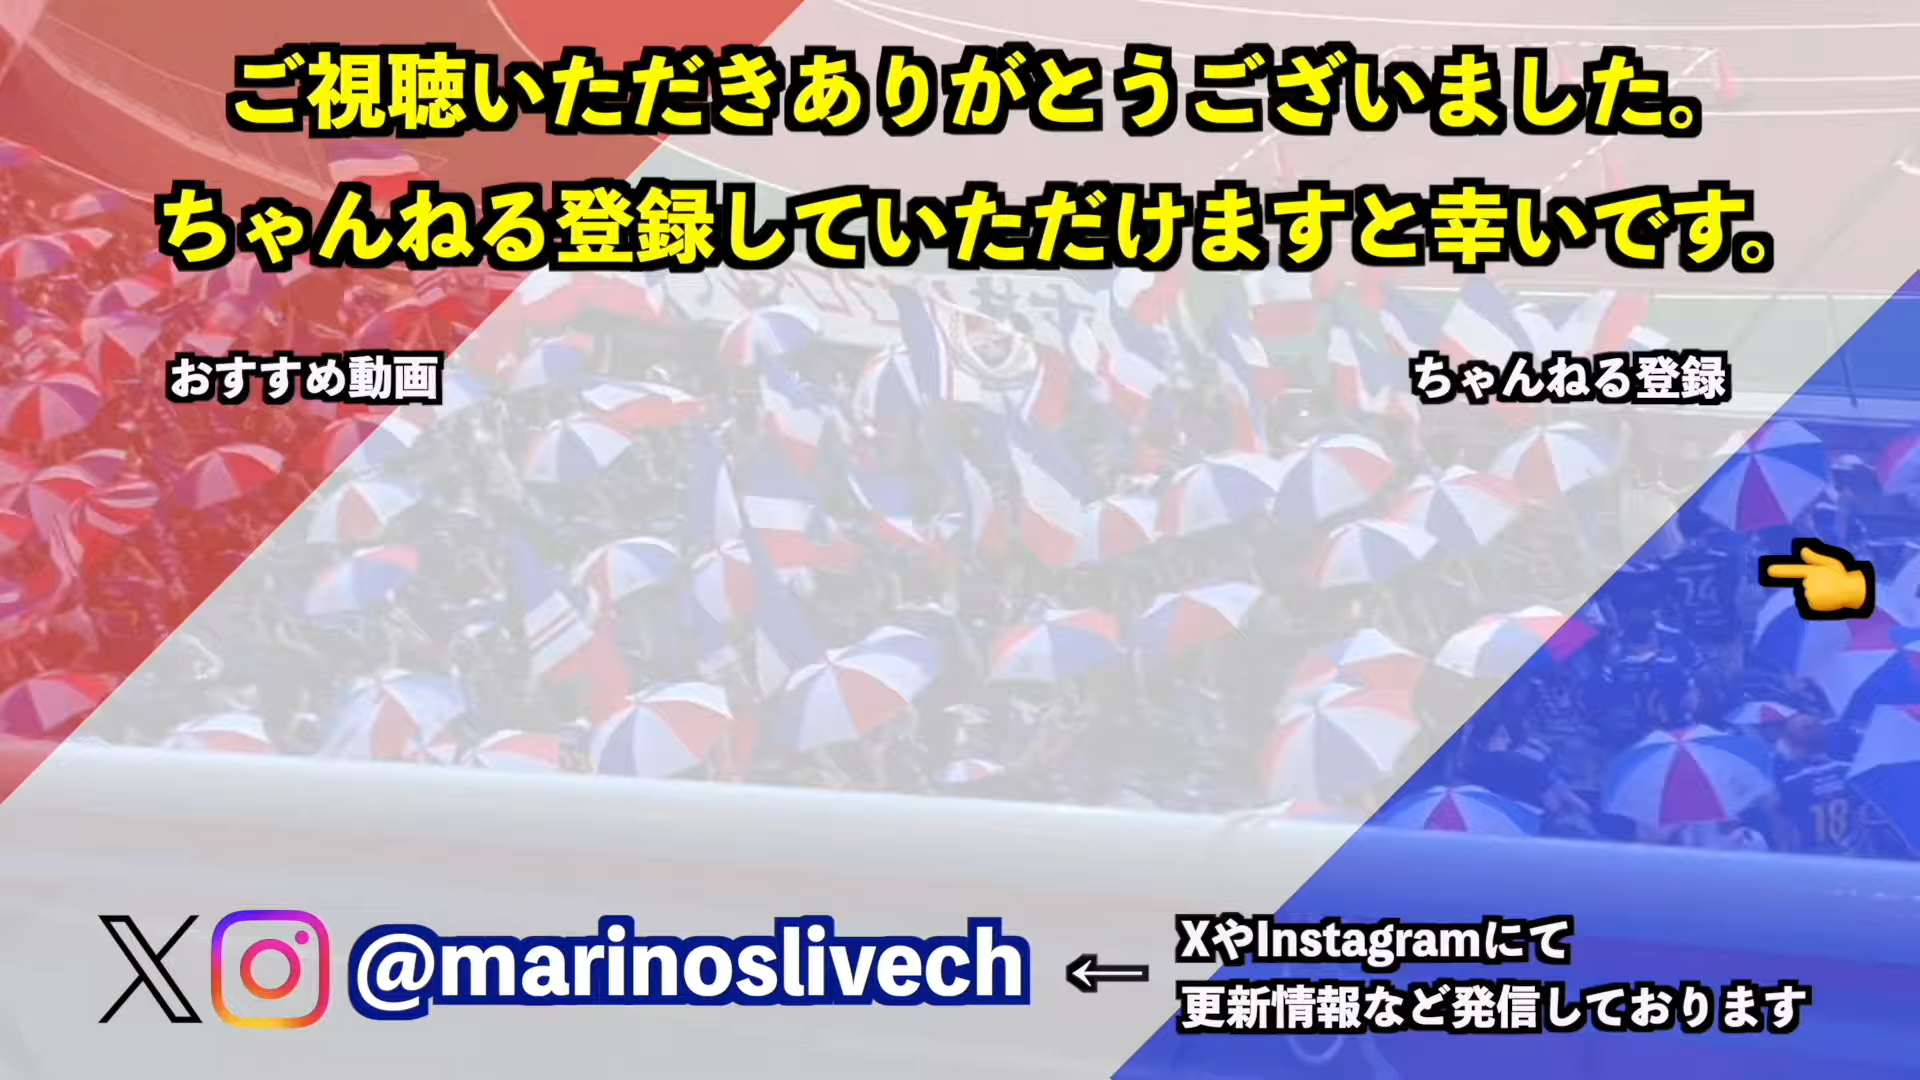 ご視聴いただきありがとうございました。
ちゃんねる登録していただけますと幸いです。
おすすめ動画
ちゃんねる登録
24
18
@marinoslivech
←
XやInstagramにて
更新情報など発信しております